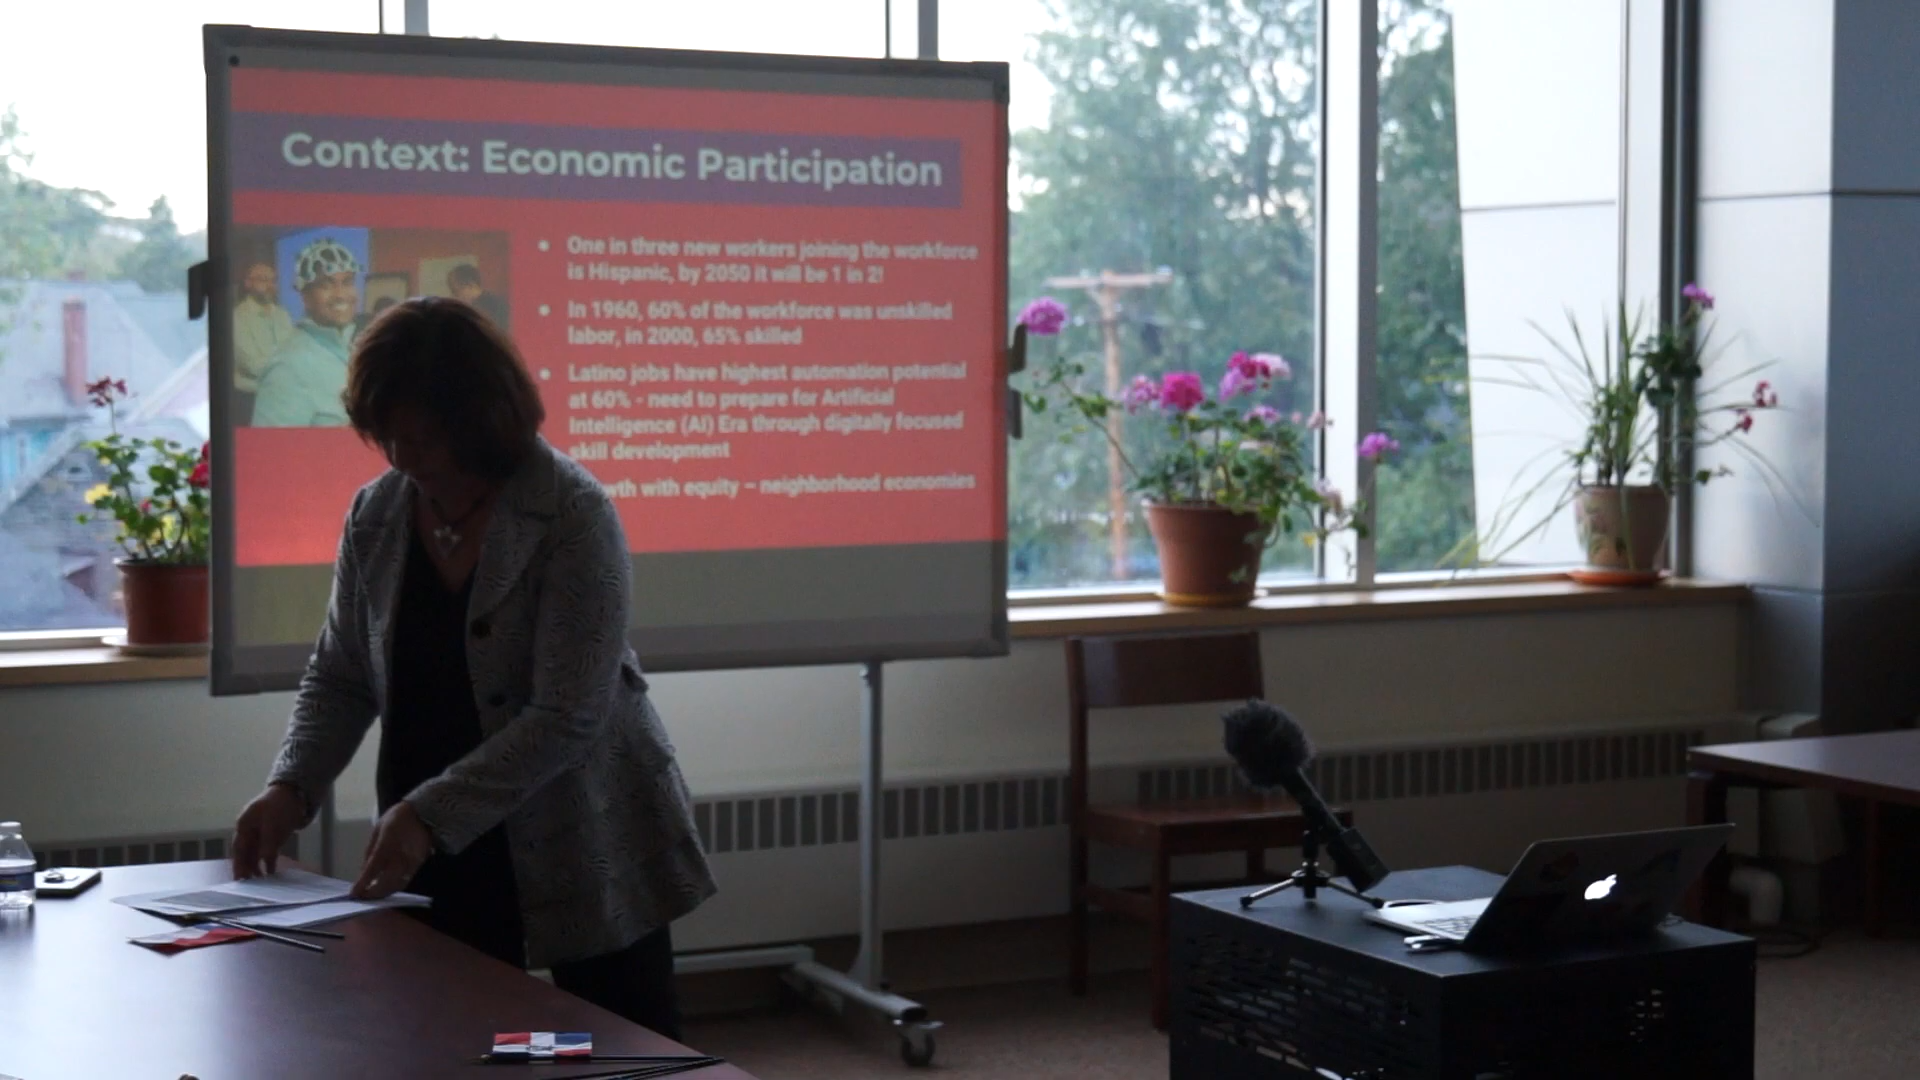 Context: Economic Participation
• One in three new workers joining the workforce
is Hispanic, by 2050 it will be 1 in 2!
• In 1960, 60% of the workforce was unskilled
labor, in 2000, 65% skilled
• Latino jobs have highest automation potential
at 60% - need to prepare for Artificial
Intelligence (AI) Era through digitally focused
skill development
with equity – neighborhood economies